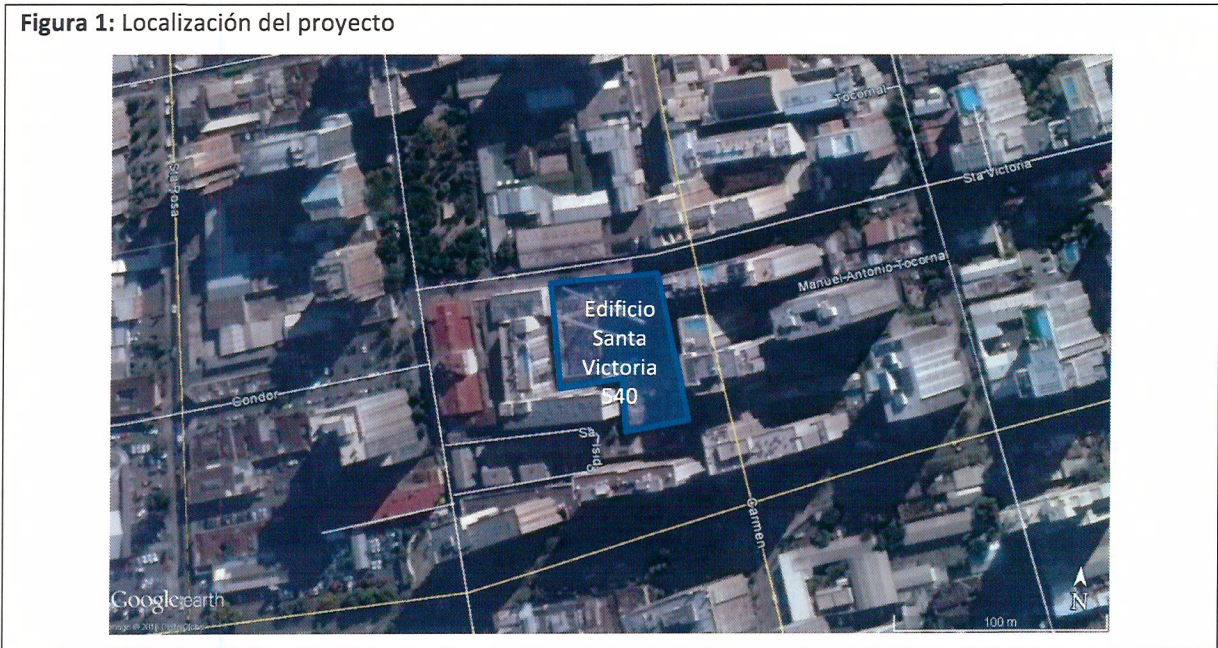 Figura 1: Localización del proyecto
Tocornal
Sta Rosa
Sta Victoria
Manuel Antonio Tocornal
Edificio
Santa
Victoria
540
Condor
Carmen
Google earth
N
100 m